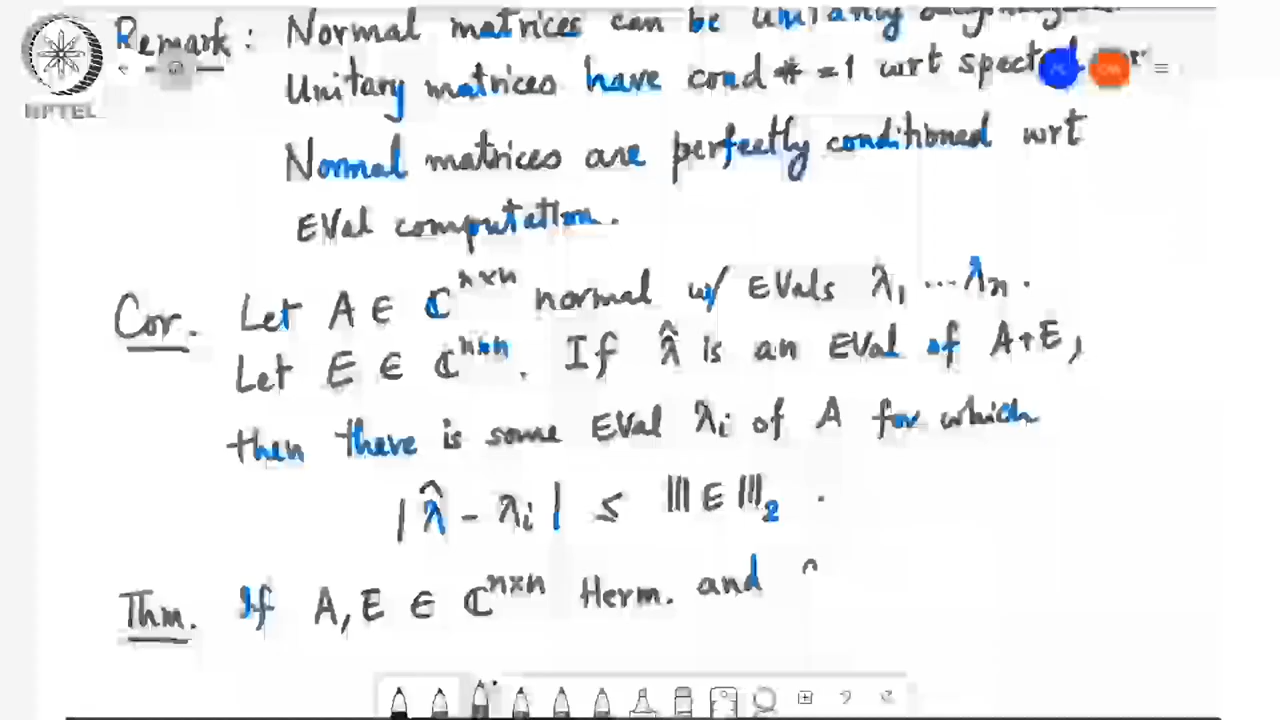 Remark: Normal matrices can be unitarily
Unitary matrices have cond # = 1 wrt
Normal matrices are perfectly conditioned wrt
EVal computation.
Cor. Let A ∈ ℂ^{n×n} normal w/ EVals λ₁ ... λₙ.
Let E ∈ ℂ^{n×n}. If λ̂ is an EVal of A+E,
then there is some EVal λᵢ of A for which
| λ̂ - λᵢ | ≤ ||| E |||₂ .
Thm. If A, E ∈ ℂ^{n×n} Herm. and
NPTEL